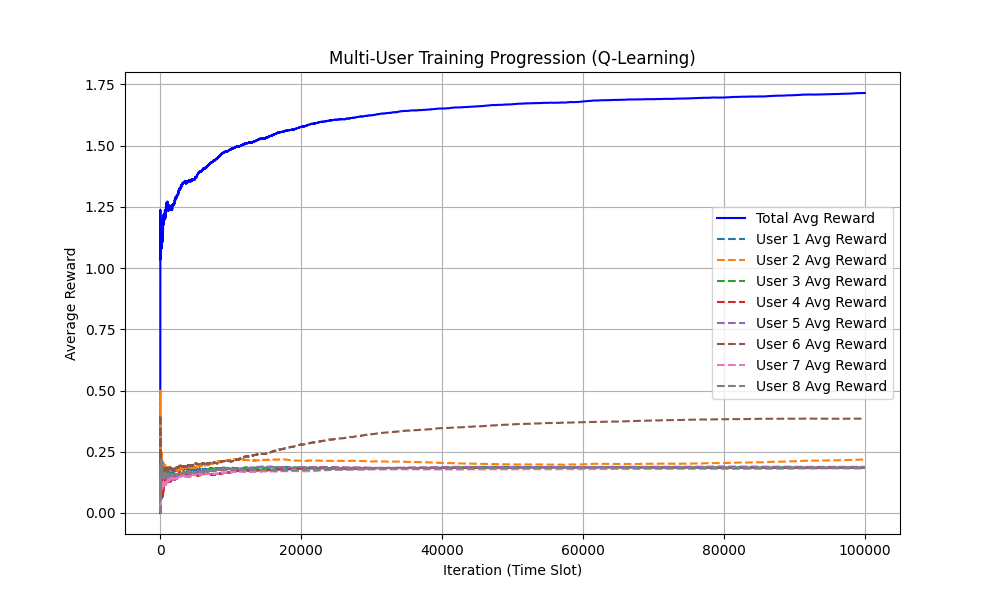 Multi-User Training Progression (Q-Learning)
1.75
1.50
1.25
1.00
0.75
0.50
0.25
0.00
Average Reward
Total Avg Reward
User 1 Avg Reward
User 2 Avg Reward
User 3 Avg Reward
User 4 Avg Reward
User 5 Avg Reward
User 6 Avg Reward
User 7 Avg Reward
User 8 Avg Reward
0 20000 40000 60000 80000 100000
Iteration (Time Slot)